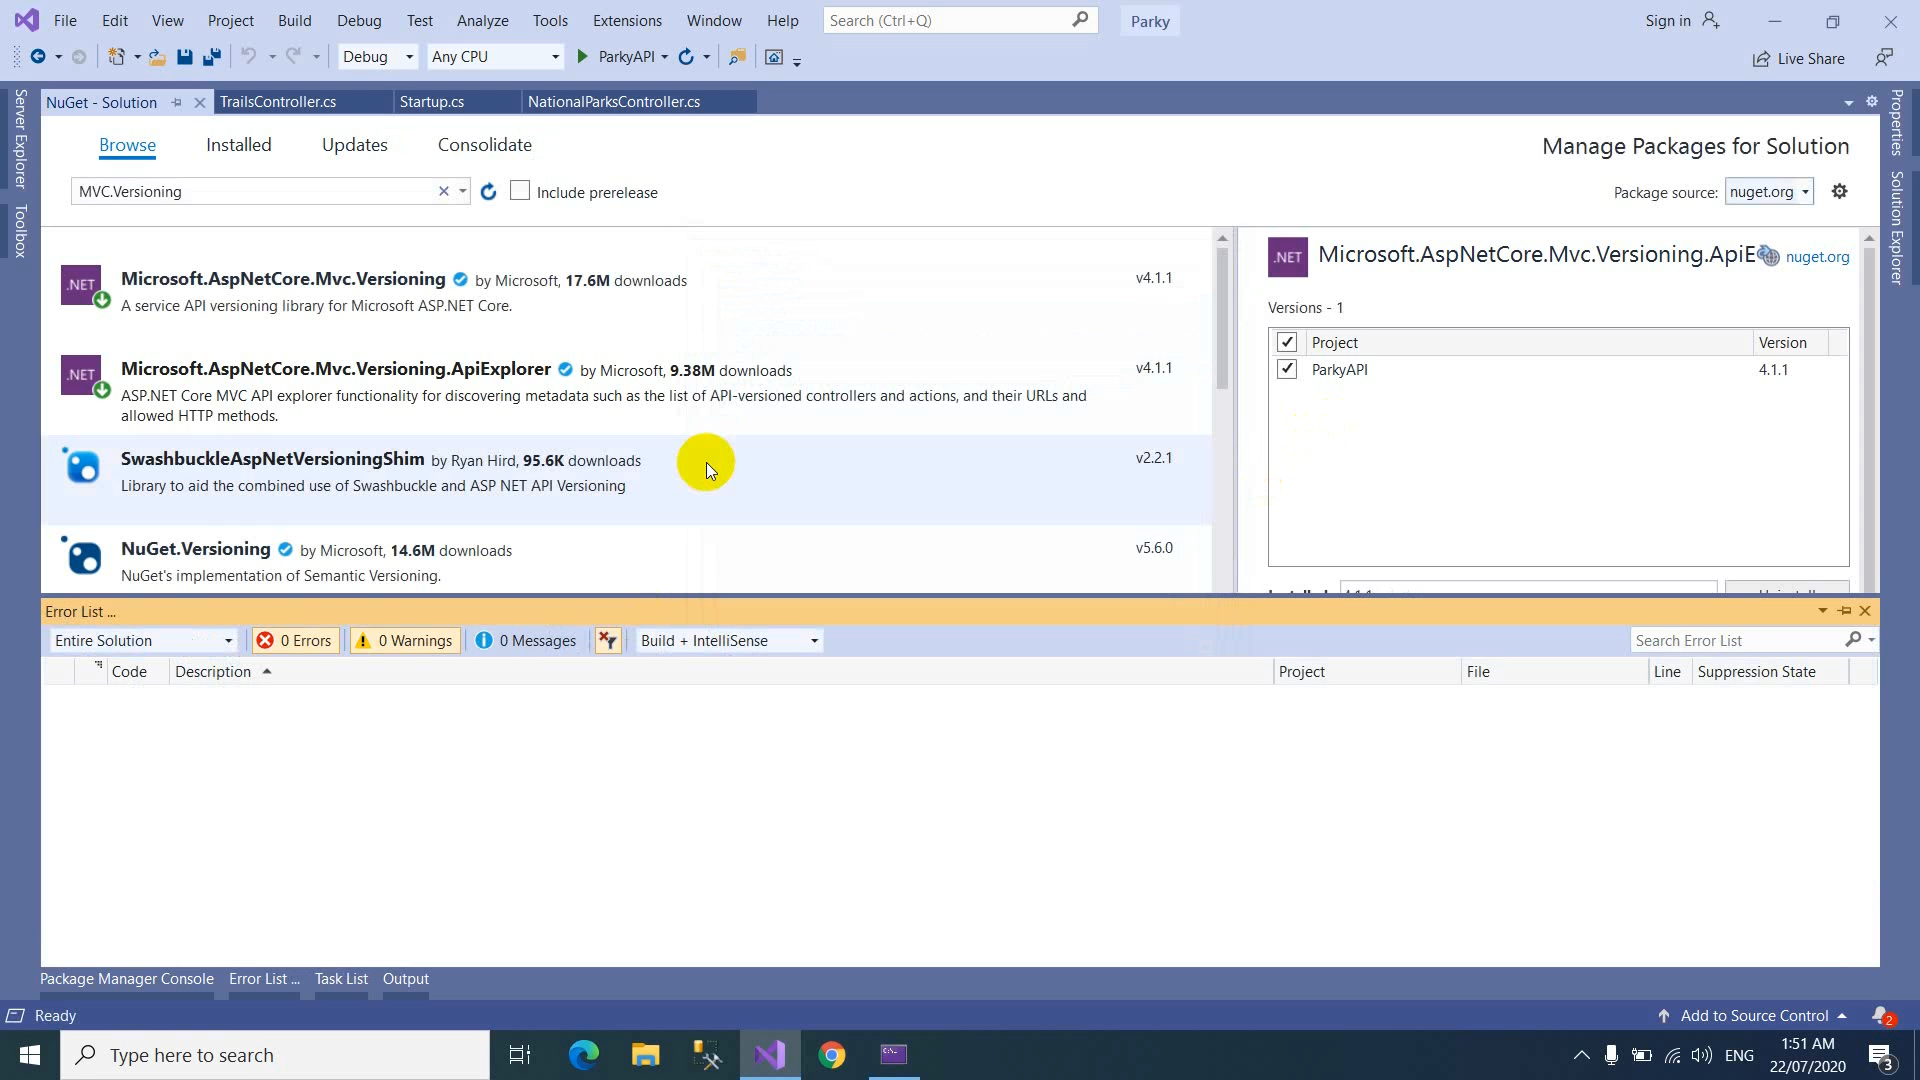 File Edit View Project Build Debug Test Analyze Tools Extensions Window Help Search (Ctrl+Q) Parky Sign in
Debug Any CPU ParkyAPI Live Share
Server Explorer
Toolbox
NuGet - Solution TrailsController.cs Startup.cs NationalParksController.cs
Properties
Solution Explorer
Browse Installed Updates Consolidate Manage Packages for Solution
MVC.Versioning Include prerelease Package source: nuget.org
.NET Microsoft.AspNetCore.Mvc.Versioning by Microsoft, 17.6M downloads v4.1.1
A service API versioning library for Microsoft ASP.NET Core.
.NET Microsoft.AspNetCore.Mvc.Versioning.ApiExplorer by Microsoft, 9.38M downloads v4.1.1
ASP.NET Core MVC API explorer functionality for discovering metadata such as the list of API-versioned controllers and actions, and their URLs and
allowed HTTP methods.
SwashbuckleAspNetVersioningShim by Ryan Hird, 95.6K downloads v2.2.1
Library to aid the combined use of Swashbuckle and ASP NET API Versioning
NuGet.Versioning by Microsoft, 14.6M downloads v5.6.0
NuGet's implementation of Semantic Versioning.
.NET Microsoft.AspNetCore.Mvc.Versioning.ApiE nuget.org
Versions - 1
Project Version
ParkyAPI 4.1.1
Error List ...
Entire Solution 0 Errors 0 Warnings 0 Messages Build + IntelliSense Search Error List
Code Description Project File Line Suppression State
Package Manager Console Error List ... Task List Output
Ready Add to Source Control 2
Type here to search ENG 1:51 AM
22/07/2020 3